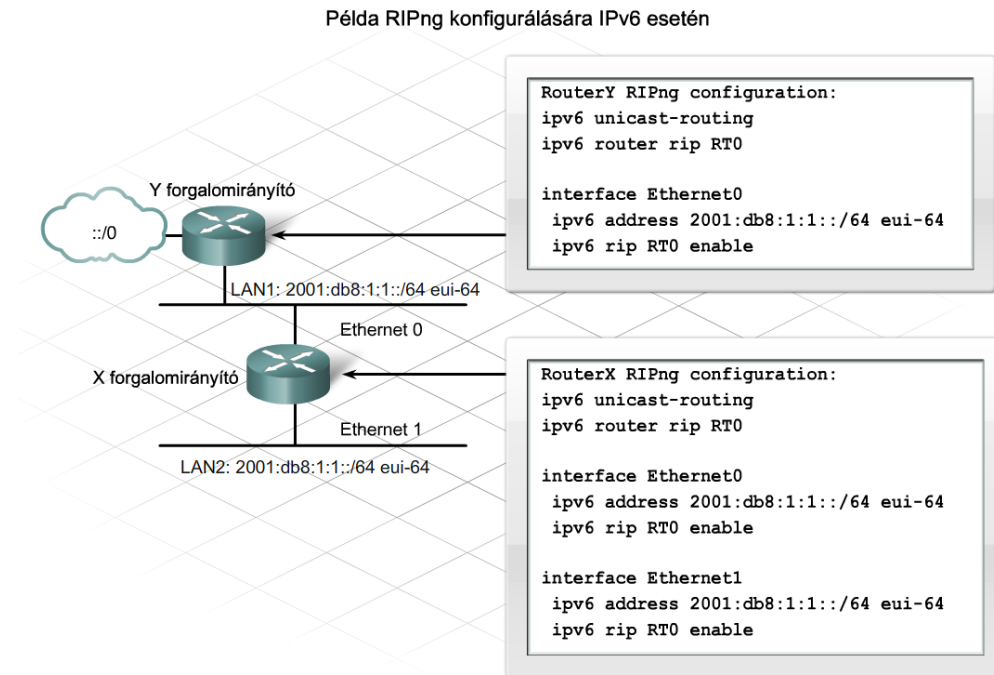 Példa RIPng konfigurálására IPv6 esetén
RouterY RIPng configuration:
ipv6 unicast-routing
ipv6 router rip RT0
interface Ethernet0
ipv6 address 2001:db8:1:1::/64 eui-64
ipv6 rip RT0 enable
Y forgalomirányító
::/0
LAN1: 2001:db8:1:1::/64 eui-64
Ethernet 0
X forgalomirányító
Ethernet 1
LAN2: 2001:db8:1:1::/64 eui-64
RouterX RIPng configuration:
ipv6 unicast-routing
ipv6 router rip RT0
interface Ethernet0
ipv6 address 2001:db8:1:1::/64 eui-64
ipv6 rip RT0 enable
interface Ethernet1
ipv6 address 2001:db8:1:1::/64 eui-64
ipv6 rip RT0 enable